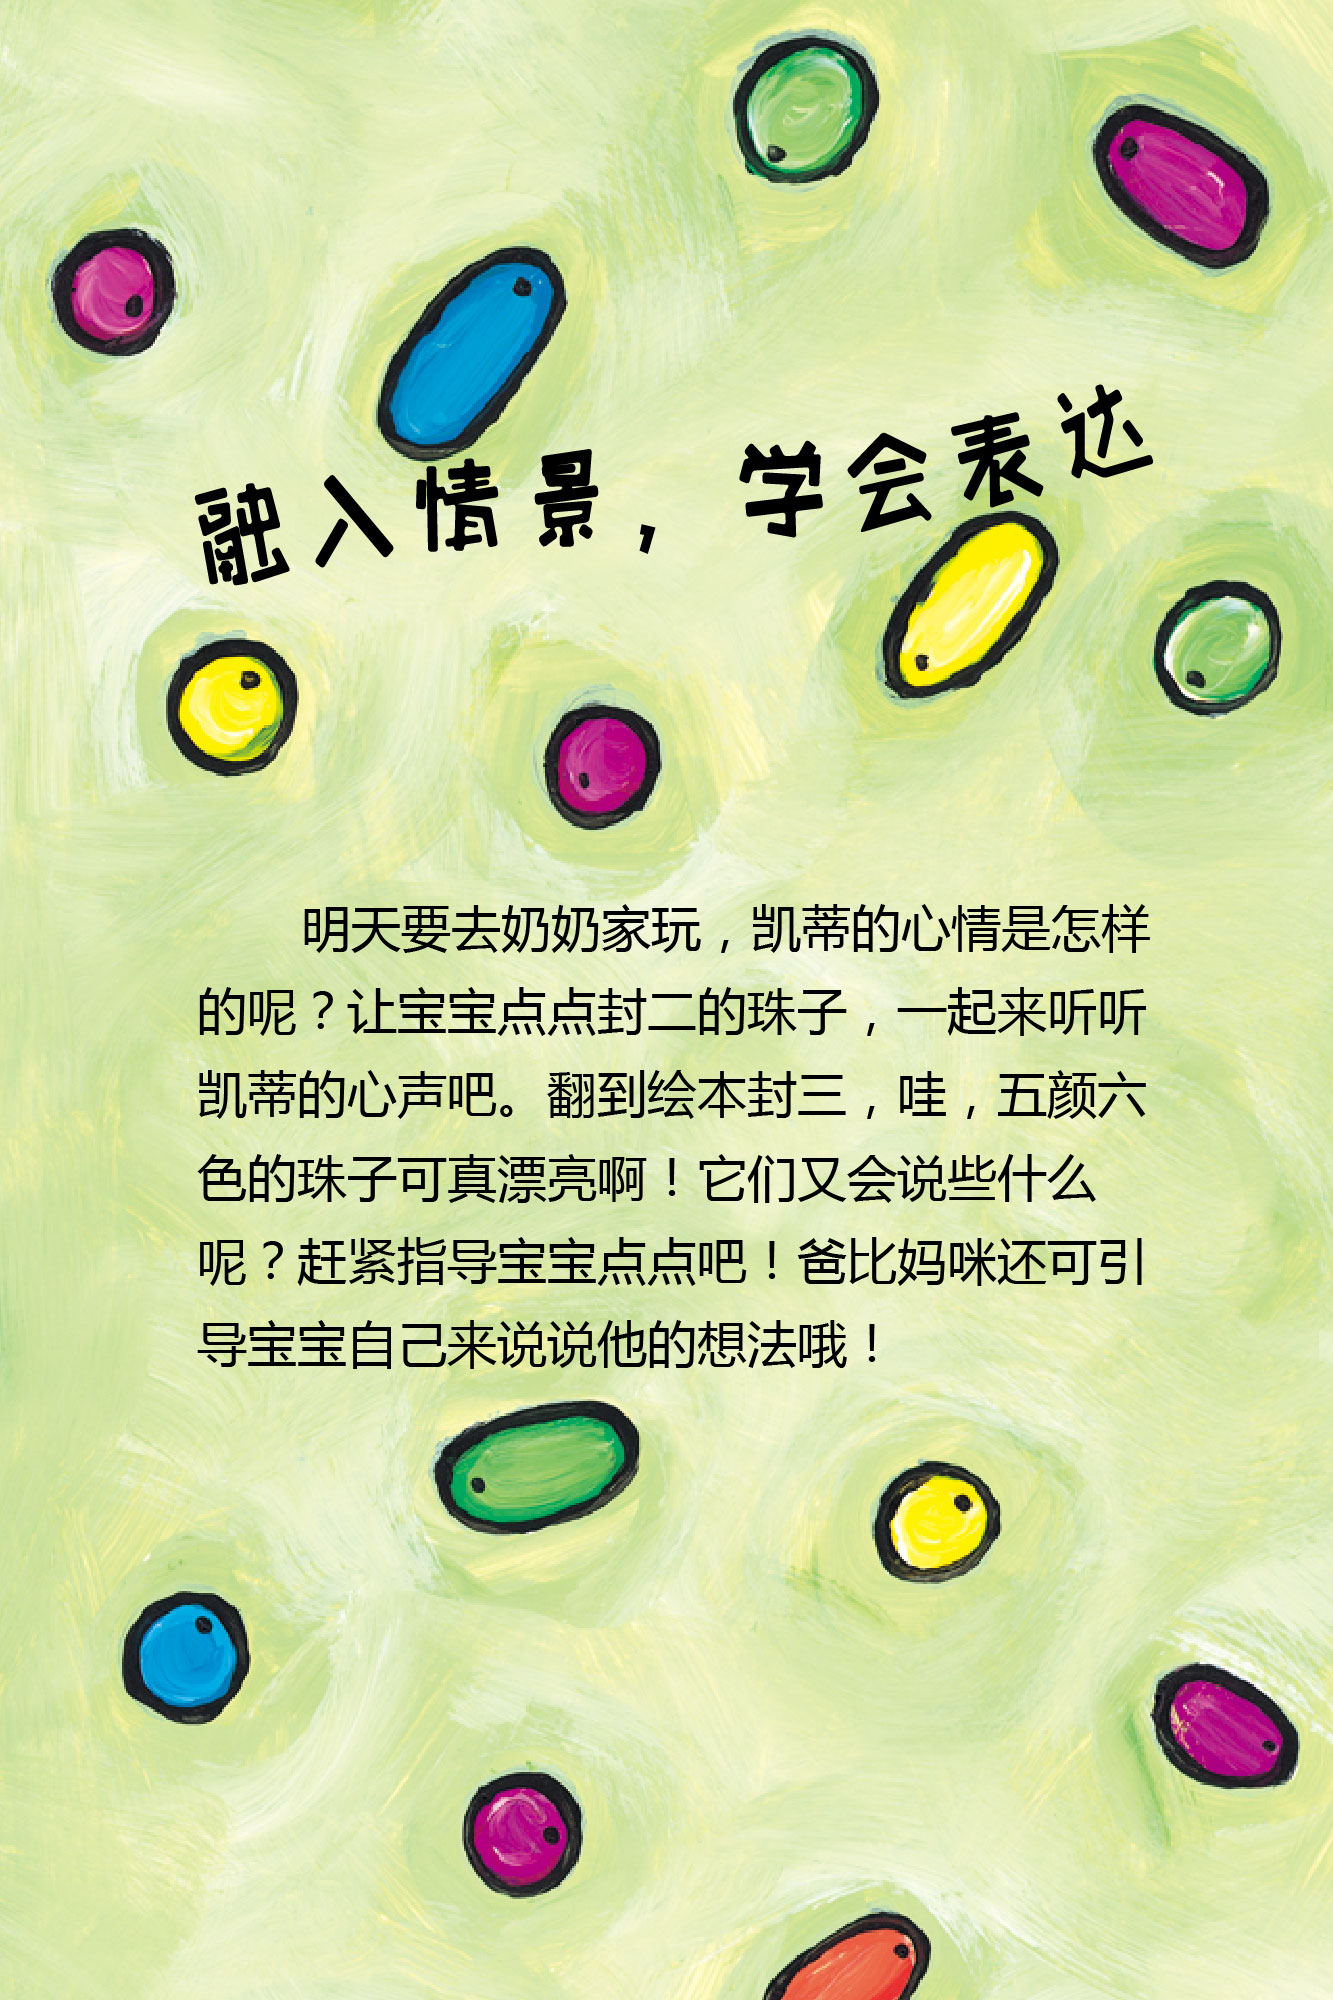 融入情景，学会表达
明天要去奶奶家玩，凯蒂的心情是怎样
的呢？让宝宝点点封二的珠子，一起来听听
凯蒂的心声吧。翻到绘本封三，哇，五颜六
色的珠子可真漂亮啊！它们又会说些什么
呢？赶紧指导宝宝点点吧！爸比妈咪还可引
导宝宝自己来说说他的想法哦！